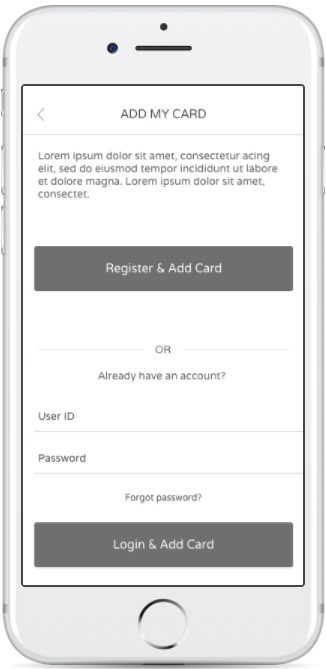 ADD MY CARD
Lorem ipsum dolor sit amet, consectetur acing
elit, sed do eiusmod tempor incididunt ut labore
et dolore magna. Lorem ipsum dolor sit amet,
consectet.
Register & Add Card
OR
Already have an account?
User ID
Password
Forgot password?
Login & Add Card